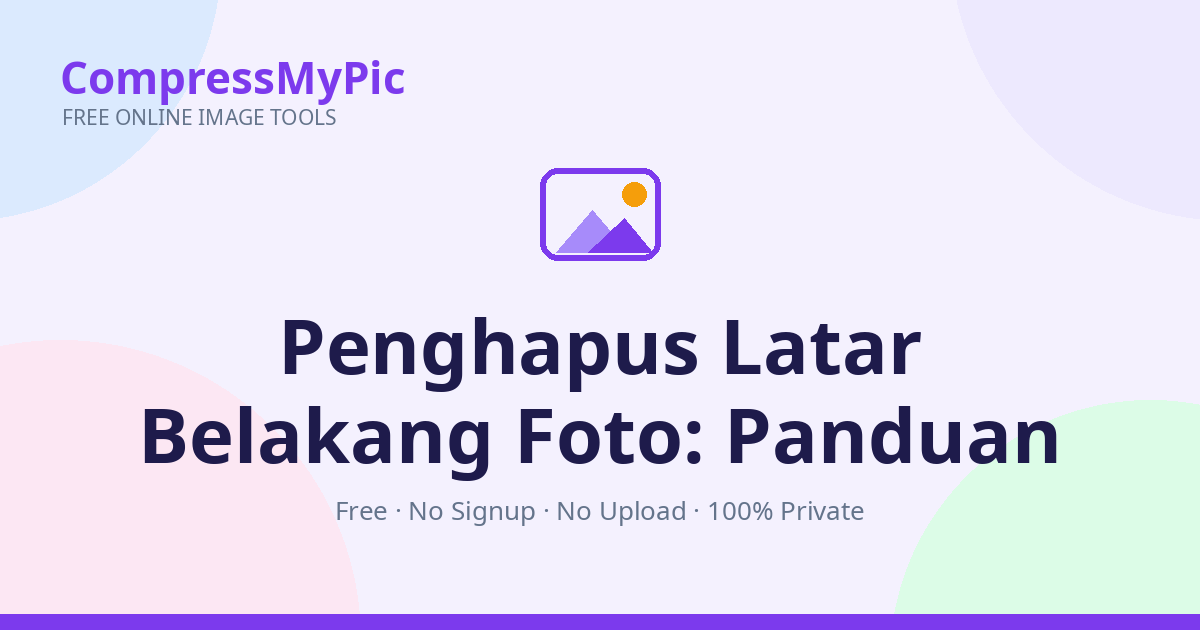 CompressMyPic
FREE ONLINE IMAGE TOOLS
Penghapus Latar
Belakang Foto: Panduan
Free · No Signup · No Upload · 100% Private